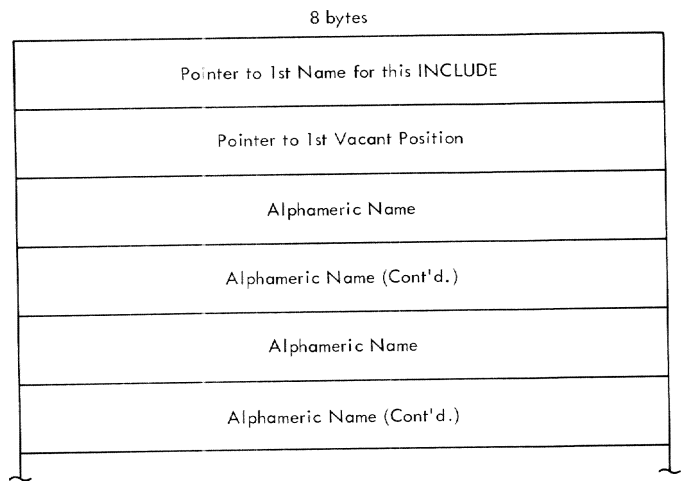 8 bytes
Pointer to 1st Name for this INCLUDE
Pointer to 1st Vacant Position
Alphameric Name
Alphameric Name (Cont'd.)
Alphameric Name
Alphameric Name (Cont'd.)